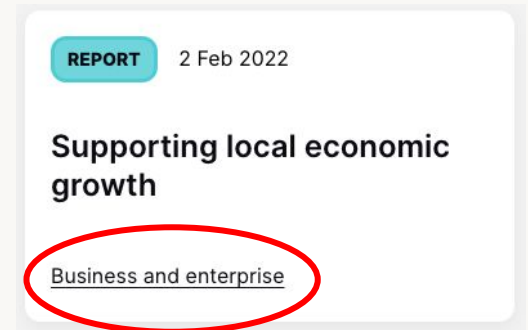 REPORT 2 Feb 2022
Supporting local economic
growth
Business and enterprise